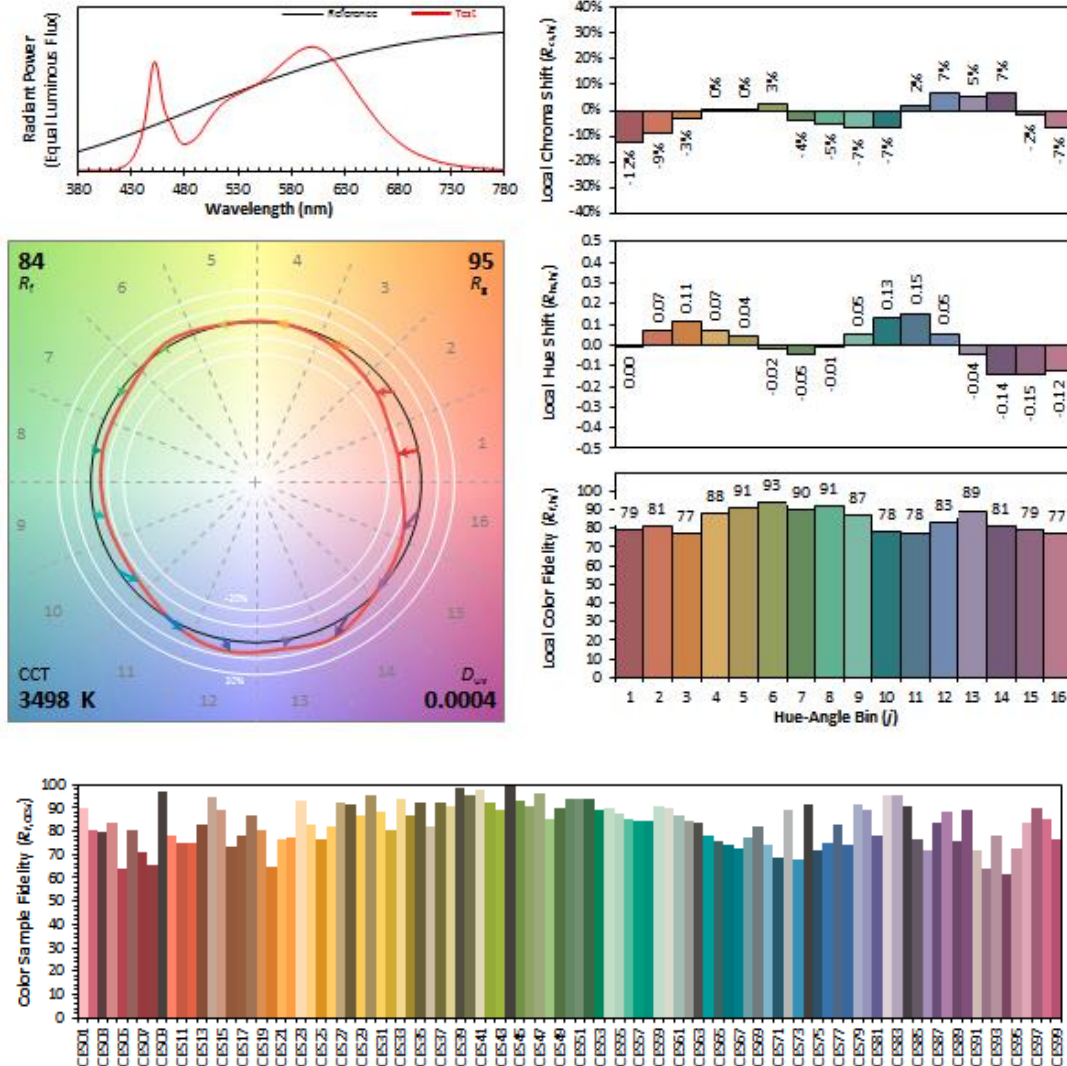 Reference Test
Radiant Power
(Equal Luminous Flux)
380 430 480 530 580 630 680 730 780
Wavelength (nm)
Local Chroma Shift (Rcs,hj)
40%
30%
20%
10%
0%
-10%
-20%
-30%
-40%
-12% -9% -3% 0% 0% 3% -4% -5% -7% -7% 2% 7% 5% 7% -2% -7%
84
Rf
95
Rg
1 2 3 4 5 6 7 8 9 10 11 12 13 14 15 16
-20%
20%
CCT
3498 K
Duv
0.0004
Local Hue Shift (Rhs,hj)
0.5
0.4
0.3
0.2
0.1
0.0
-0.1
-0.2
-0.3
-0.4
-0.5
0.00 0.07 0.11 0.07 0.04 -0.02 -0.05 -0.01 0.05 0.13 0.15 0.05 -0.04 -0.14 -0.15 -0.12
Local Color Fidelity (Rf,hj)
100
90
80
70
60
50
40
30
20
10
0
79 81 77 88 91 93 90 91 87 78 78 83 89 81 79 77
1 2 3 4 5 6 7 8 9 10 11 12 13 14 15 16
Hue-Angle Bin (j)
Color Sample Fidelity (Rf,CESi)
100
90
80
70
60
50
40
30
20
10
0
CES01 CES03 CES05 CES07 CES09 CES11 CES13 CES15 CES17 CES19 CES21 CES23 CES25 CES27 CES29 CES31 CES33 CES35 CES37 CES39 CES41 CES43 CES45 CES47 CES49 CES51 CES53 CES55 CES57 CES59 CES61 CES63 CES65 CES67 CES69 CES71 CES73 CES75 CES77 CES79 CES81 CES83 CES85 CES87 CES89 CES91 CES93 CES95 CES97 CES99